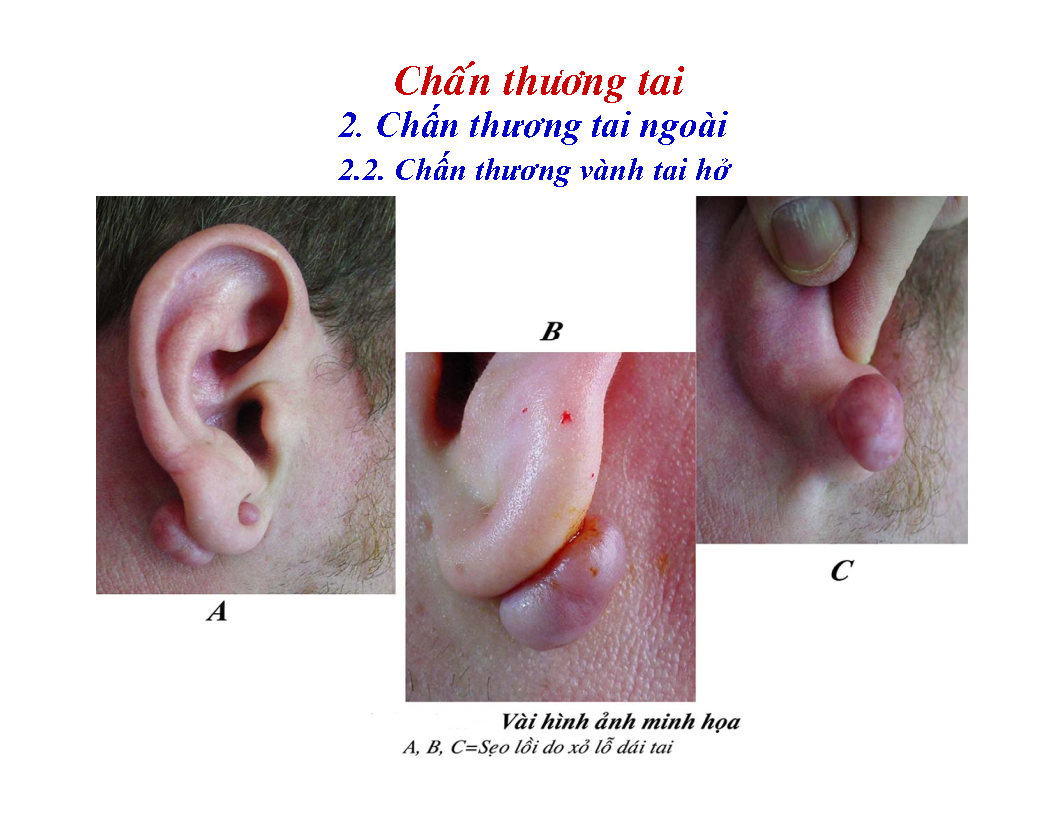 Chấn thương tai
2. Chấn thương tai ngoài
2.2. Chấn thương vành tai hở
B
C
A
Vài hình ảnh minh họa
A, B, C=Sẹo lồi do xỏ lỗ dái tai